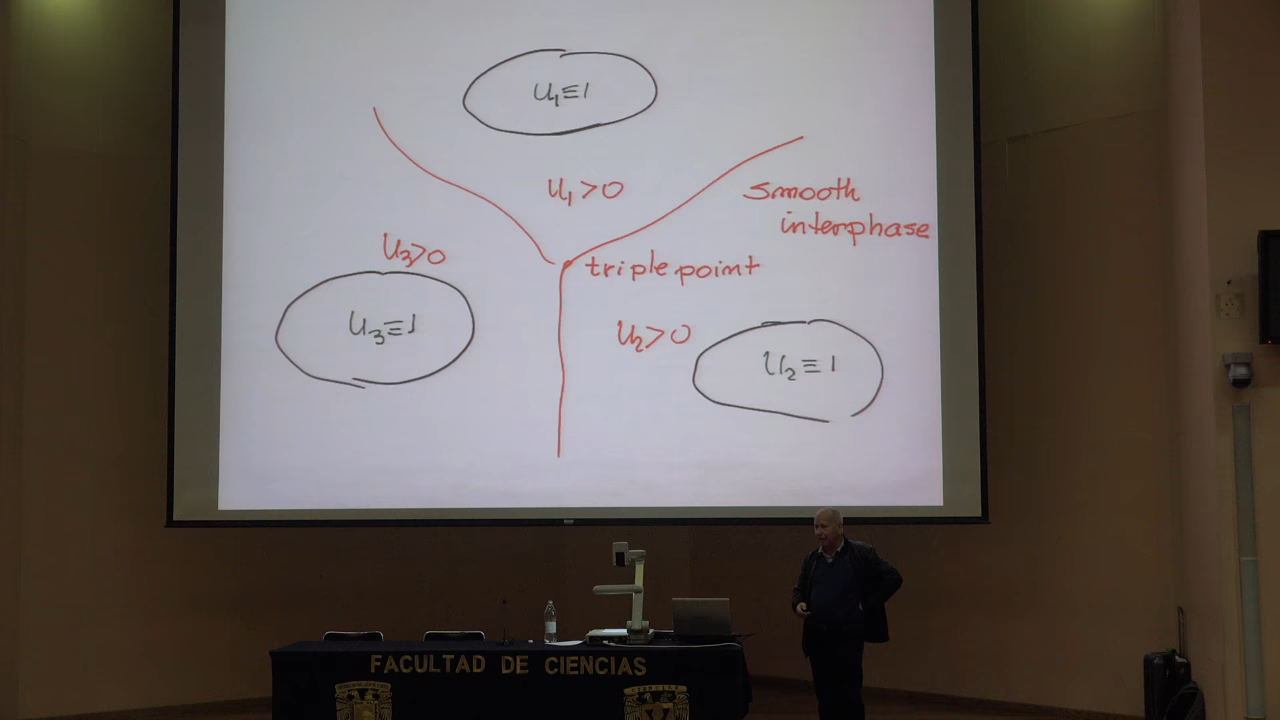 u₁≡1
u₁>0
smooth
interphase
u₃>0
triple point
u₃≡1
u₂>0
u₂≡1
FACULTAD DE CIENCIAS